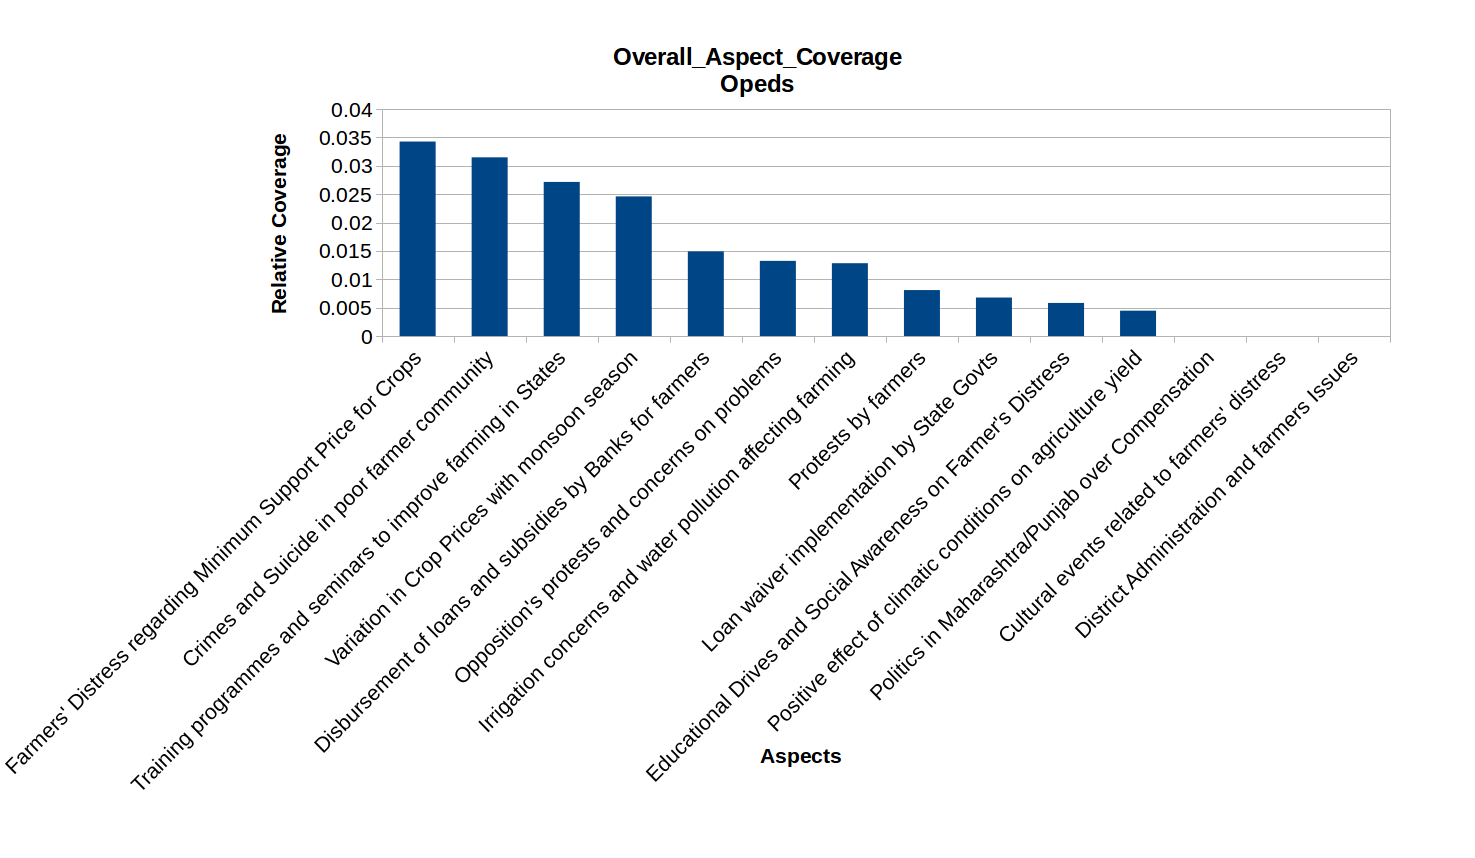 Overall_Aspect_Coverage
Opeds
Relative Coverage
0.04
0.035
0.03
0.025
0.02
0.015
0.01
0.005
0
Farmers' Distress regarding Minimum Support Price for Crops
Crimes and Suicide in poor farmer community
Training programmes and seminars to improve farming in States
Variation in Crop Prices with monsoon season
Disbursement of loans and subsidies by Banks for farmers
Opposition's protests and concerns on problems
Irrigation concerns and water pollution affecting farming
Protests by farmers
Loan waiver implementation by State Govts
Educational Drives and Social Awareness on Farmer's Distress
Positive effect of climatic conditions on agriculture yield
Politics in Maharashtra/Punjab over Compensation
Cultural events related to farmers' distress
District Administration and farmers Issues
Aspects